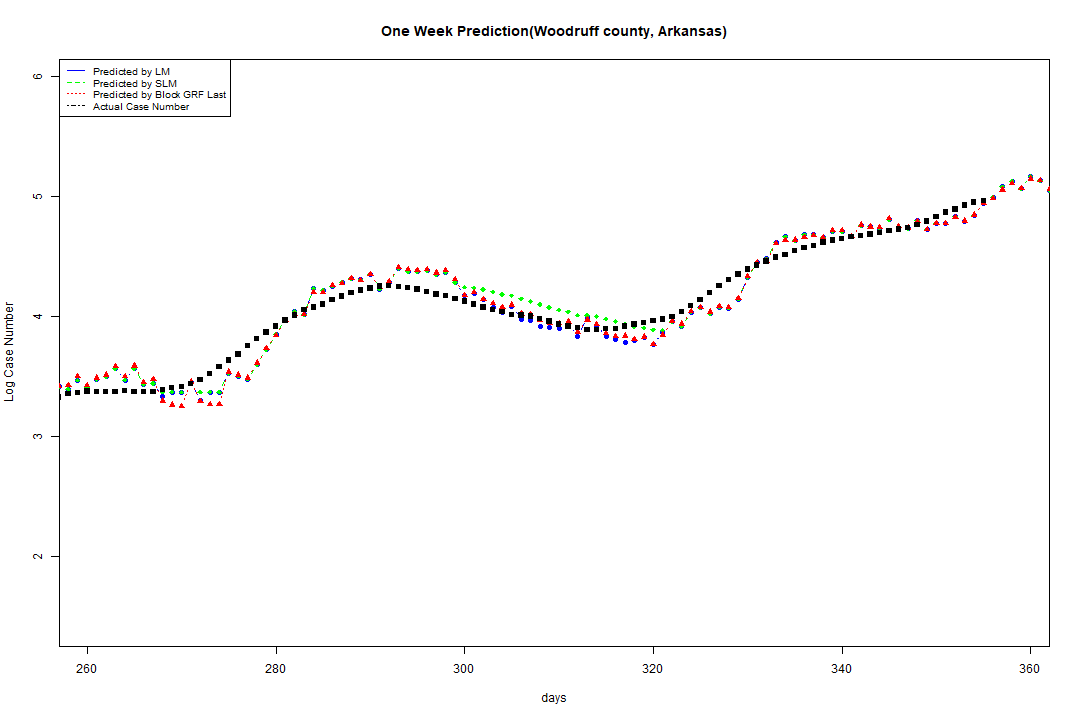 One Week Prediction(Woodruff county, Arkansas)
Predicted by LM
Predicted by SLM
Predicted by Block GRF Last
Actual Case Number
6
5
4
3
2
Log Case Number
260 280 300 320 340 360
days